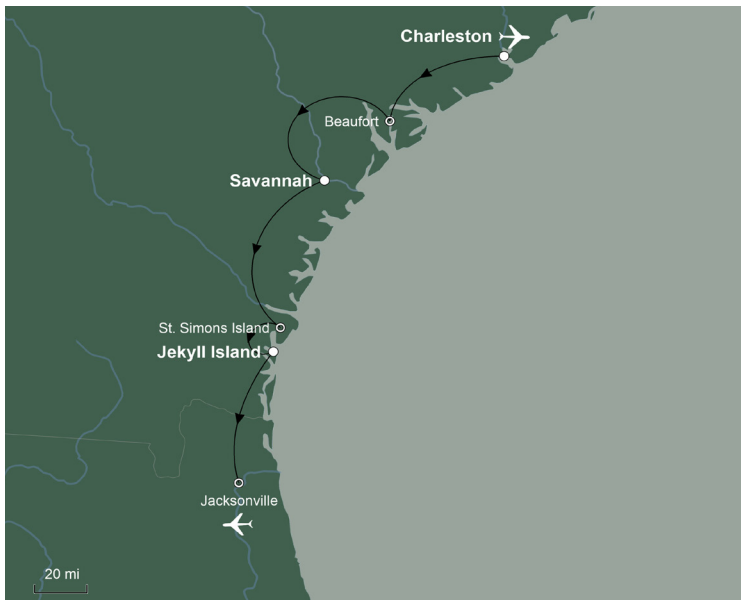 Charleston
Beaufort
Savannah
St. Simons Island
Jekyll Island
Jacksonville
20 mi